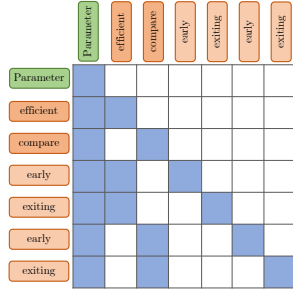 Parameter
efficient
compare
early
exiting
early
exiting
Parameter
efficient
compare
early
exiting
early
exiting